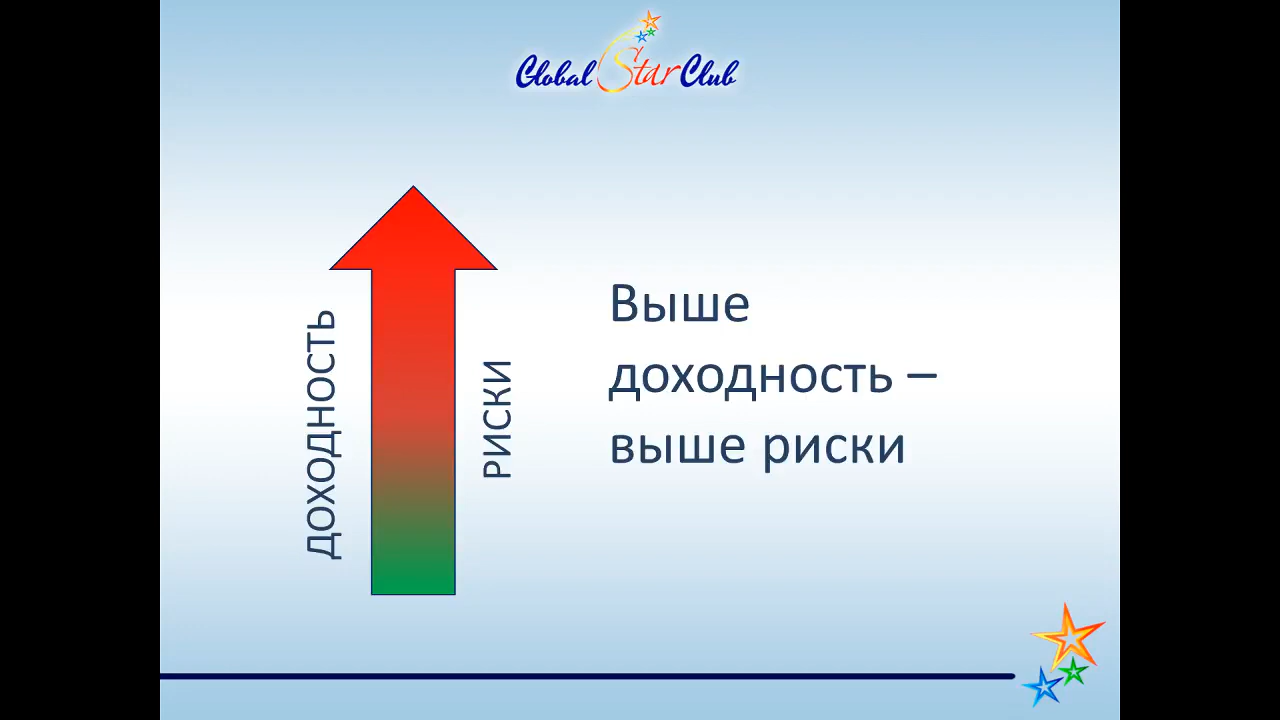 Global Star Club
ДОХОДНОСТЬ
РИСКИ
Выше
доходность –
выше риски